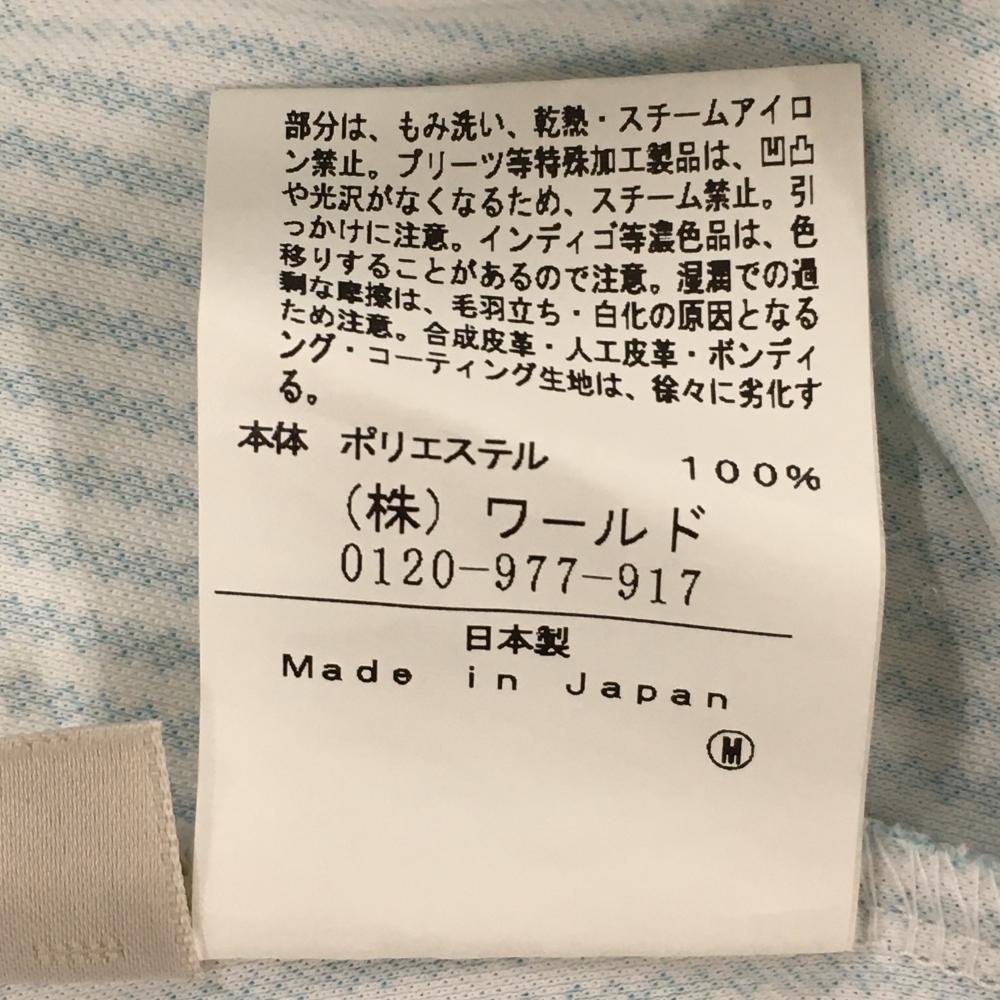 部分は、もみ洗い、乾熱・スチームアイロ
ン禁止。プリーツ等特殊加工製品は、凹凸
や光沢がなくなるため、スチーム禁止。引
っかけに注意。インディゴ等濃色品は、色
移りすることがあるので注意。湿潤での過
剰な摩擦は、毛羽立ち・白化の原因となる
ため注意。合成皮革・人工皮革・ボンディ
ング・コーティング生地は、徐々に劣化す
る。
本体 ポリエステル 100%
(株) ワールド
0120-977-917
日本製
Made in Japan
Ⓜ